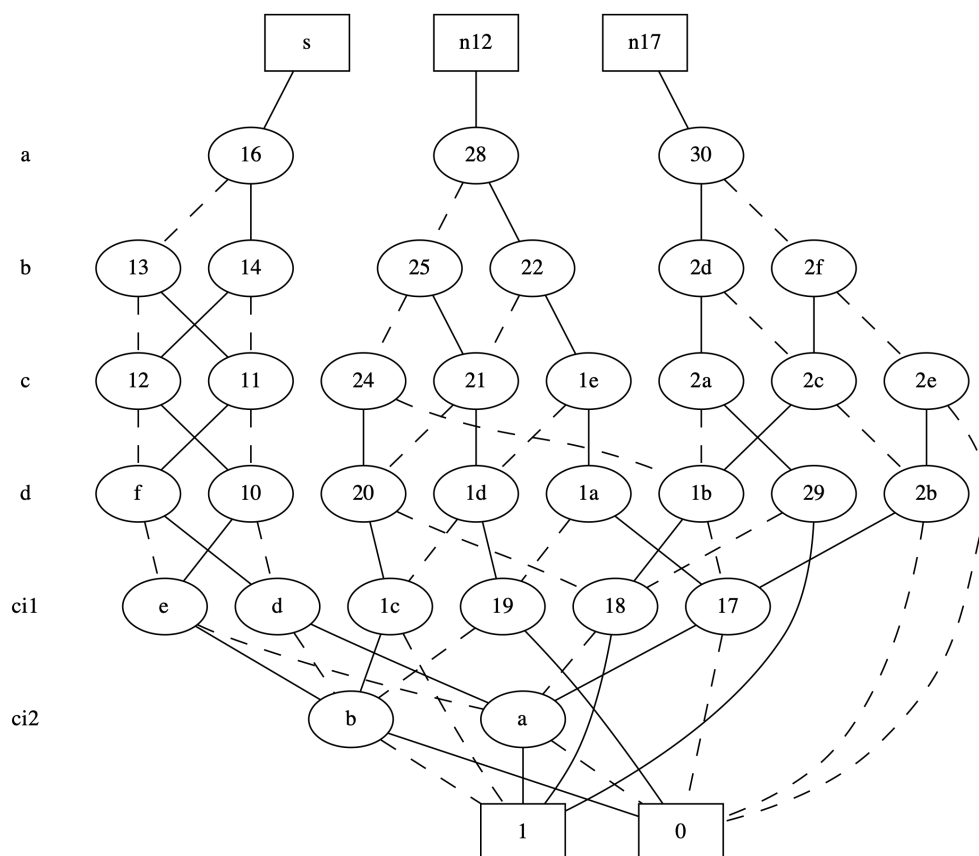 s n12 n17
a 16 28 30
b 13 14 25 22 2d 2f
c 12 11 24 21 1e 2a 2c 2e
d f 10 20 1d 1a 1b 29 2b
ci1 e d 1c 19 18 17
ci2 b a
1 0